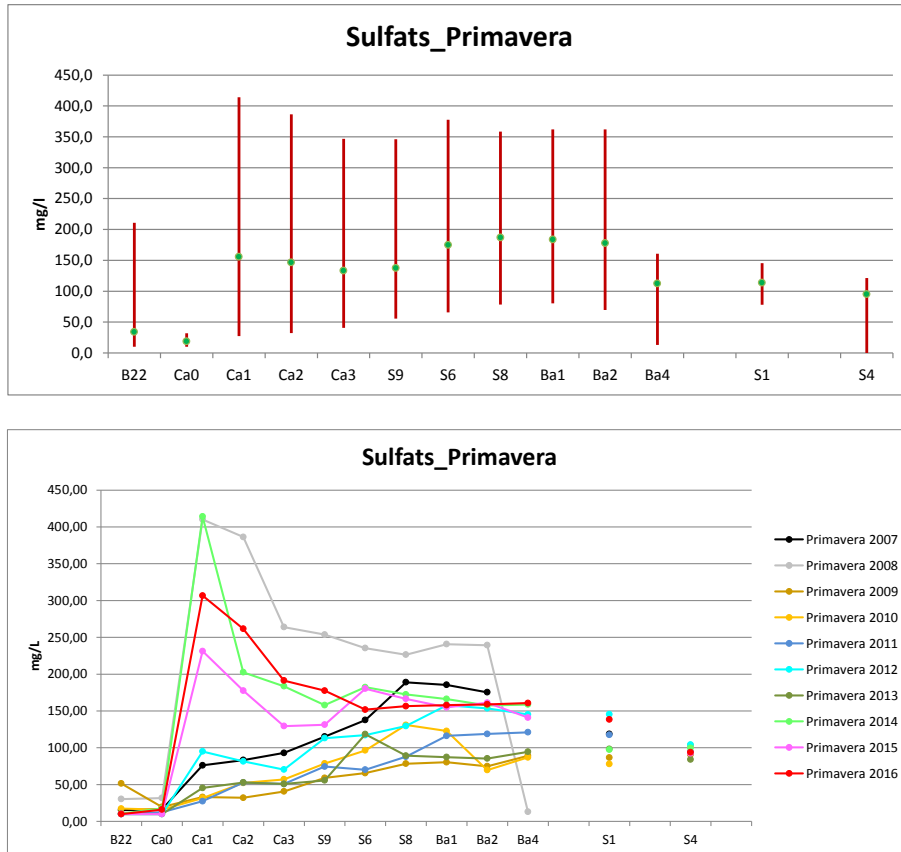 Sulfats_Primavera
450,0
400,0
350,0
300,0
250,0
200,0
150,0
100,0
50,0
0,0
mg/l
B22 Ca0 Ca1 Ca2 Ca3 S9 S6 S8 Ba1 Ba2 Ba4 S1 S4
Sulfats_Primavera
450,00
400,00
350,00
300,00
250,00
200,00
150,00
100,00
50,00
0,00
mg/L
B22 Ca0 Ca1 Ca2 Ca3 S9 S6 S8 Ba1 Ba2 Ba4 S1 S4
Primavera 2007
Primavera 2008
Primavera 2009
Primavera 2010
Primavera 2011
Primavera 2012
Primavera 2013
Primavera 2014
Primavera 2015
Primavera 2016